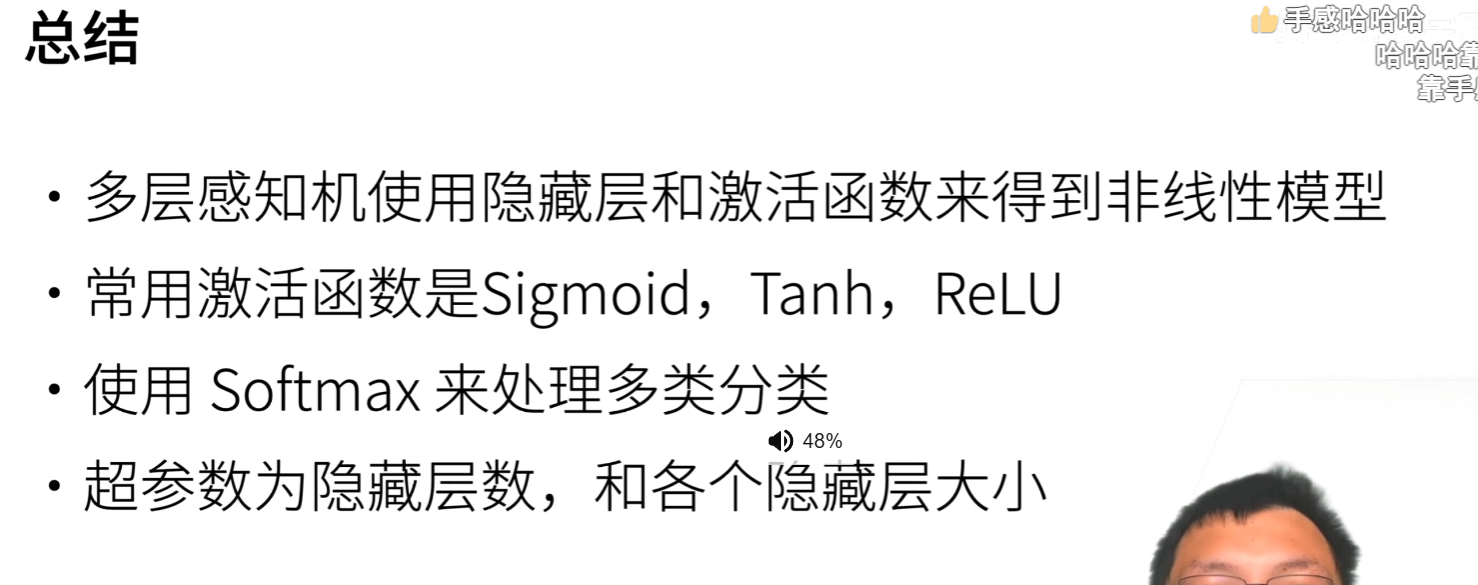 总结
👍手感哈哈哈
哈哈哈靠
靠手
• 多层感知机使用隐藏层和激活函数来得到非线性模型
• 常用激活函数是Sigmoid，Tanh，ReLU
• 使用 Softmax 来处理多类分类
48%
• 超参数为隐藏层数，和各个隐藏层大小